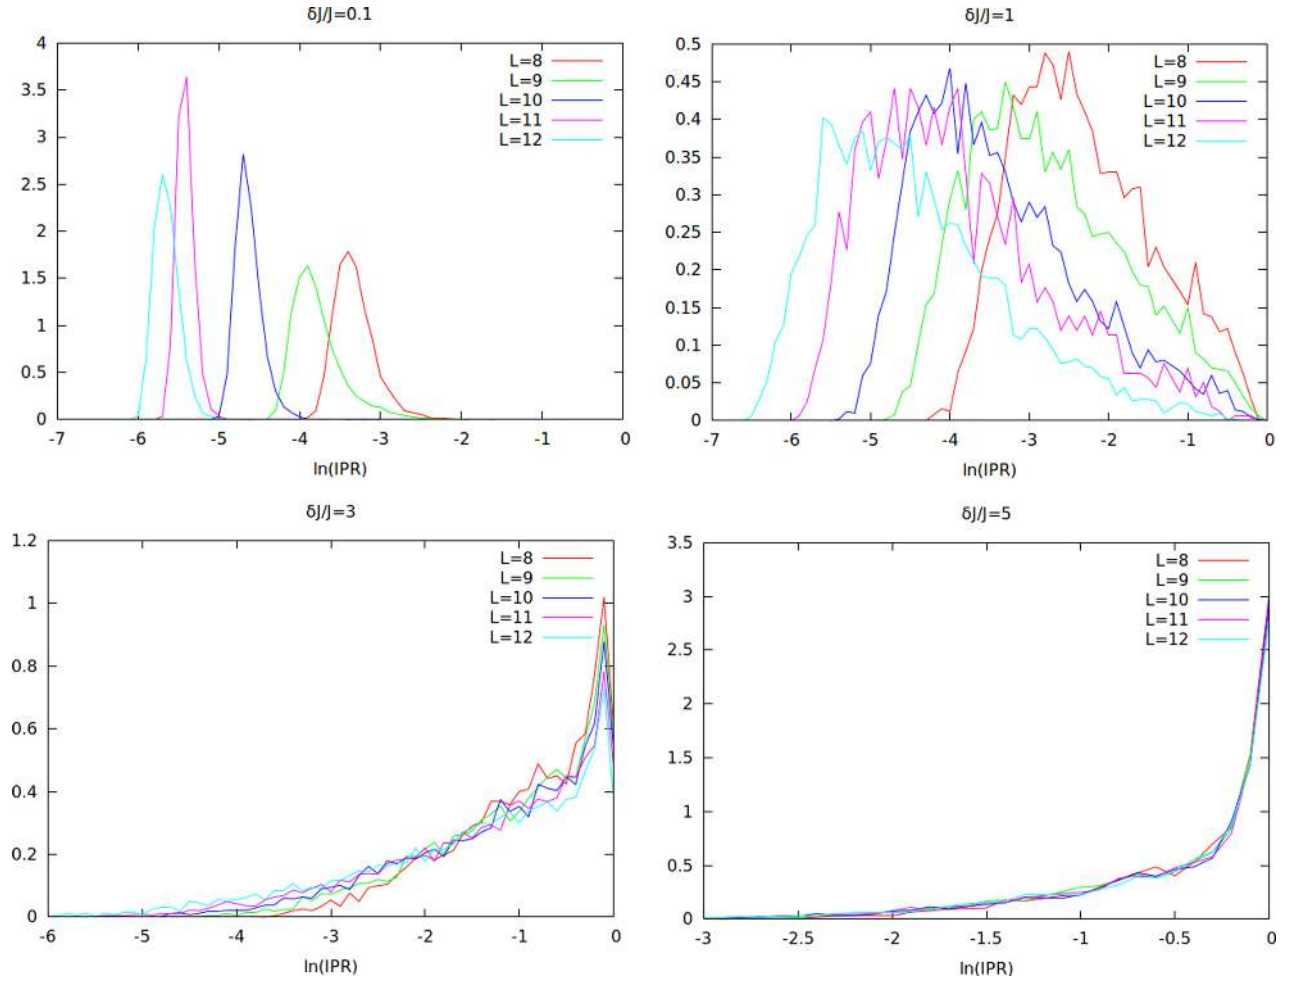 δJ/J=0.1
4
3.5
3
2.5
2
1.5
1
0.5
0
-7 -6 -5 -4 -3 -2 -1 0
ln(IPR)
L=8
L=9
L=10
L=11
L=12
δJ/J=1
0.5
0.45
0.4
0.35
0.3
0.25
0.2
0.15
0.1
0.05
0
-7 -6 -5 -4 -3 -2 -1 0
ln(IPR)
L=8
L=9
L=10
L=11
L=12
δJ/J=3
1.2
1
0.8
0.6
0.4
0.2
0
-6 -5 -4 -3 -2 -1 0
ln(IPR)
L=8
L=9
L=10
L=11
L=12
δJ/J=5
3.5
3
2.5
2
1.5
1
0.5
0
-3 -2.5 -2 -1.5 -1 -0.5 0
ln(IPR)
L=8
L=9
L=10
L=11
L=12